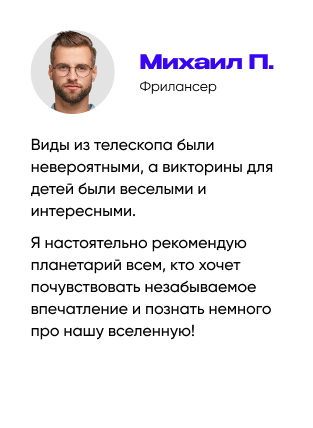 Михаил П.
Фрилансер
Виды из телескопа были
невероятными, а викторины для
детей были веселыми и
интересными.
Я настоятельно рекомендую
планетарий всем, кто хочет
почувствовать незабываемое
впечатление и познать немного
про нашу вселенную!